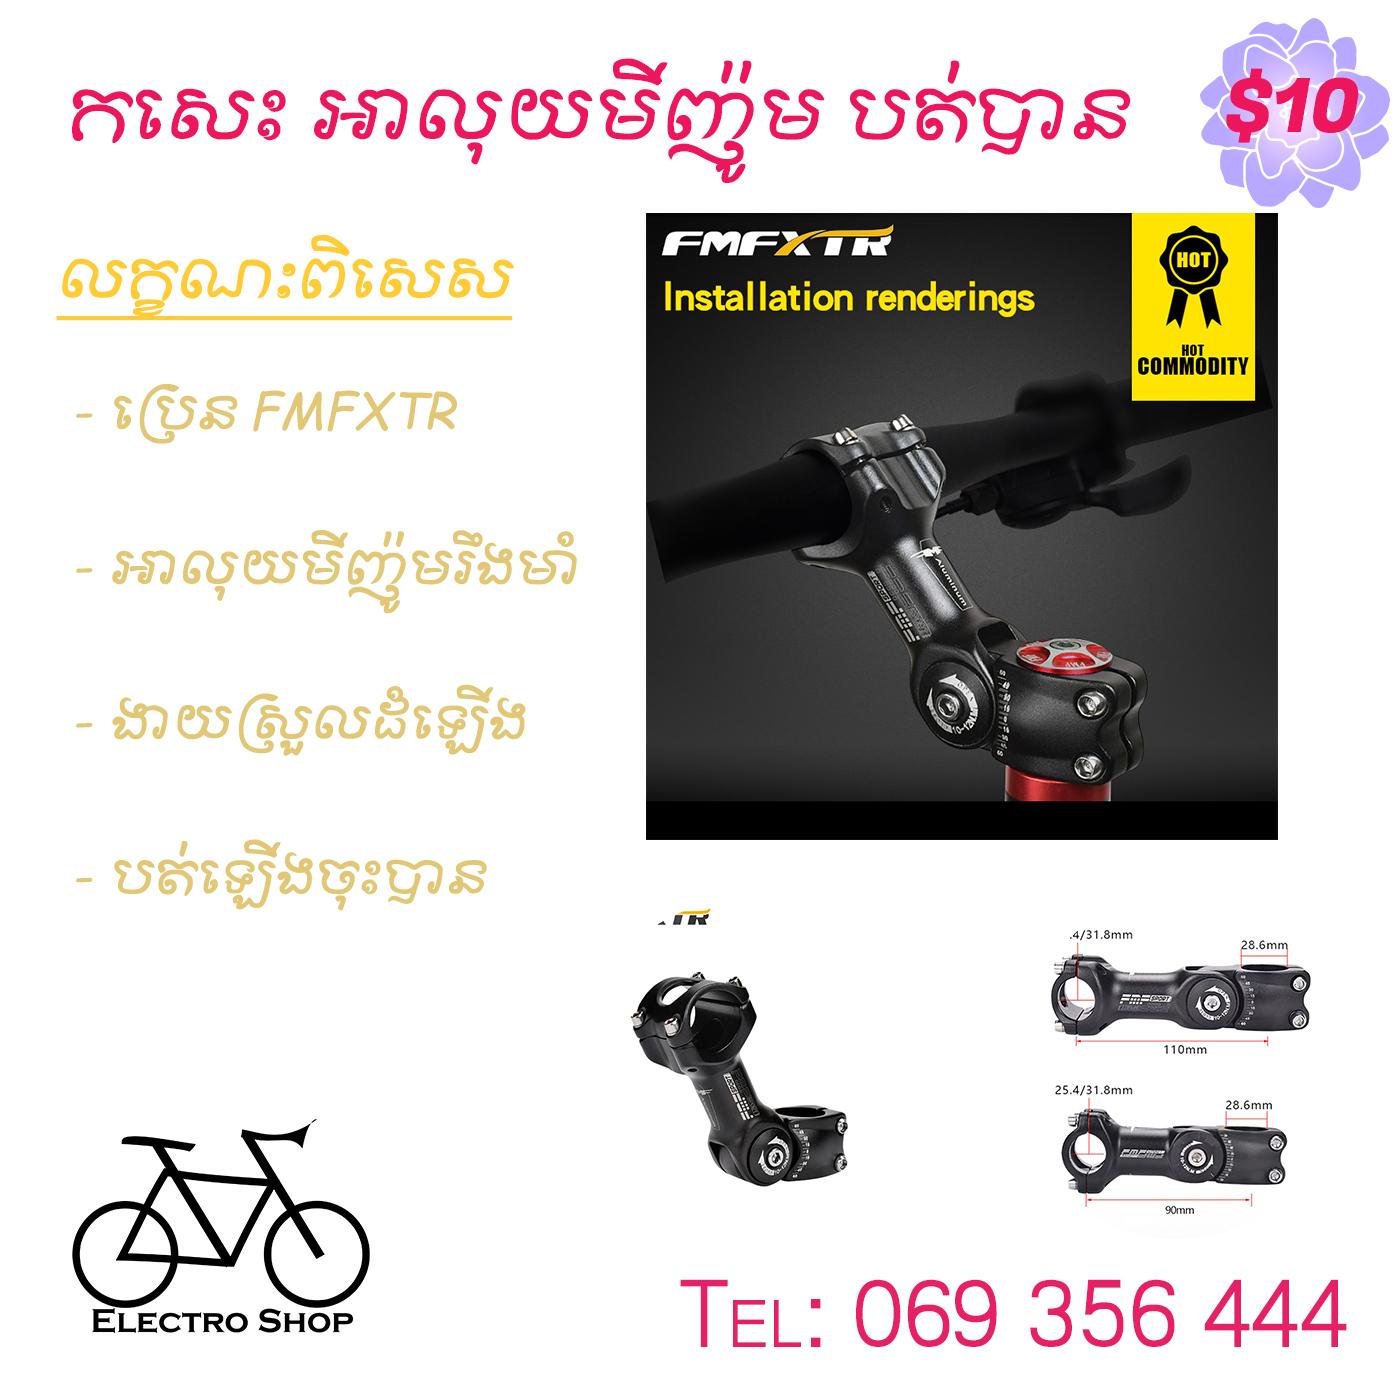 កសេះ អាលុយមីញ៉ូម បត់បាន
$10
លក្ខណះពិសេស
- ប្រេន FMFXTR
- អាលុយមីញ៉ូមរឹងមាំ
- ងាយស្រួលដំឡើង
- បត់ឡើងចុះបាន
FMFXTR
Installation renderings
HOT
HOT
COMMODITY
Aluminum
TR
.4/31.8mm
28.6mm
110mm
25.4/31.8mm
28.6mm
90mm
Electro Shop
Tel: 069 356 444